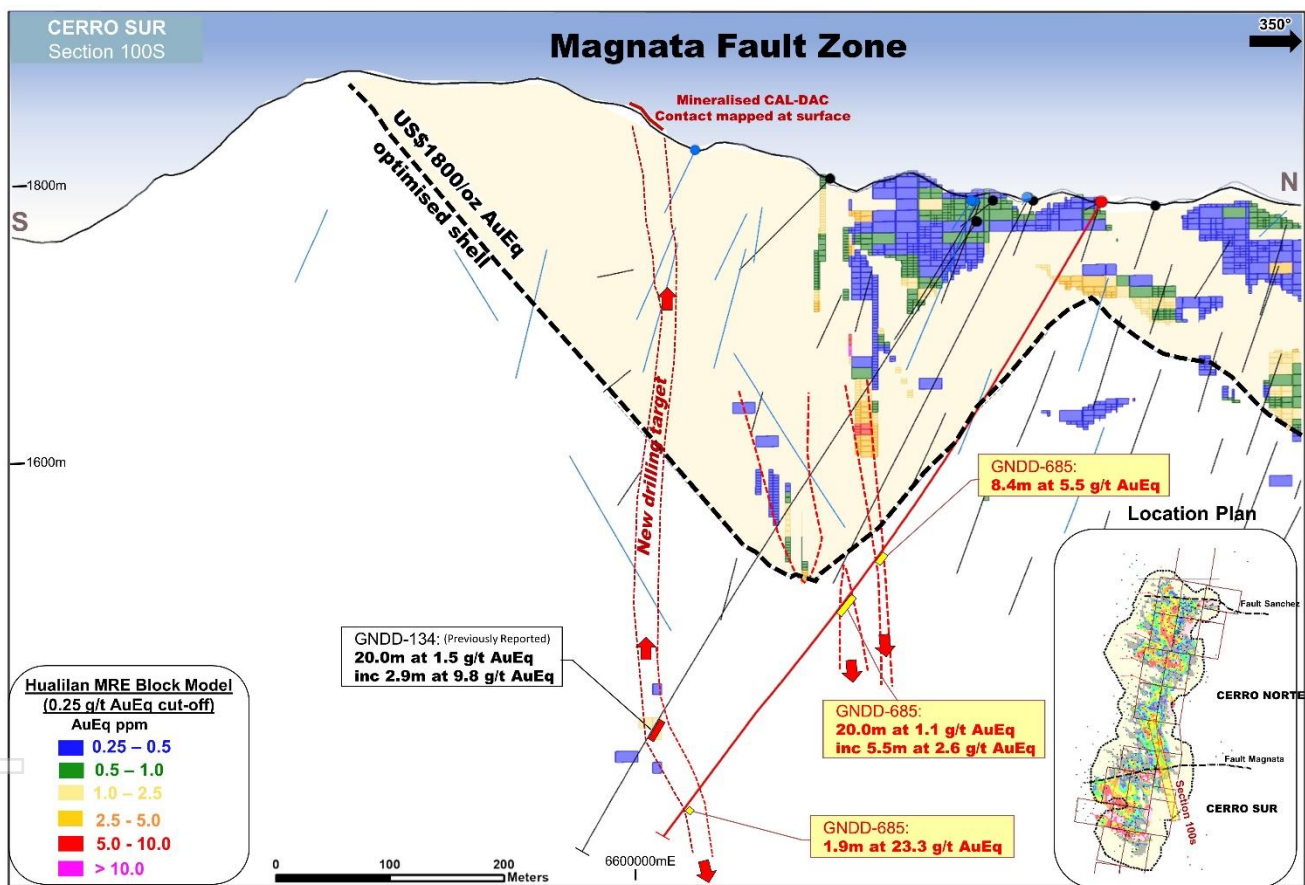 CERRO SUR
Section 100S
Magnata Fault Zone
350°
Mineralised CAL-DAC
Contact mapped at surface
US$1800/oz AuEq
optimised shell
1800m
S
N
1600m
New drilling target
GNDD-685:
8.4m at 5.5 g/t AuEq
Location Plan
Fault Sanchez
CERRO NORTE
Fault Magnata
Section 100s
CERRO SUR
GNDD-134: (Previously Reported)
20.0m at 1.5 g/t AuEq
inc 2.9m at 9.8 g/t AuEq
GNDD-685:
20.0m at 1.1 g/t AuEq
inc 5.5m at 2.6 g/t AuEq
GNDD-685:
1.9m at 23.3 g/t AuEq
Hualilan MRE Block Model
(0.25 g/t AuEq cut-off)
AuEq ppm
0.25 – 0.5
0.5 – 1.0
1.0 – 2.5
2.5 - 5.0
5.0 - 10.0
> 10.0
0 100 200
Meters
6600000mE